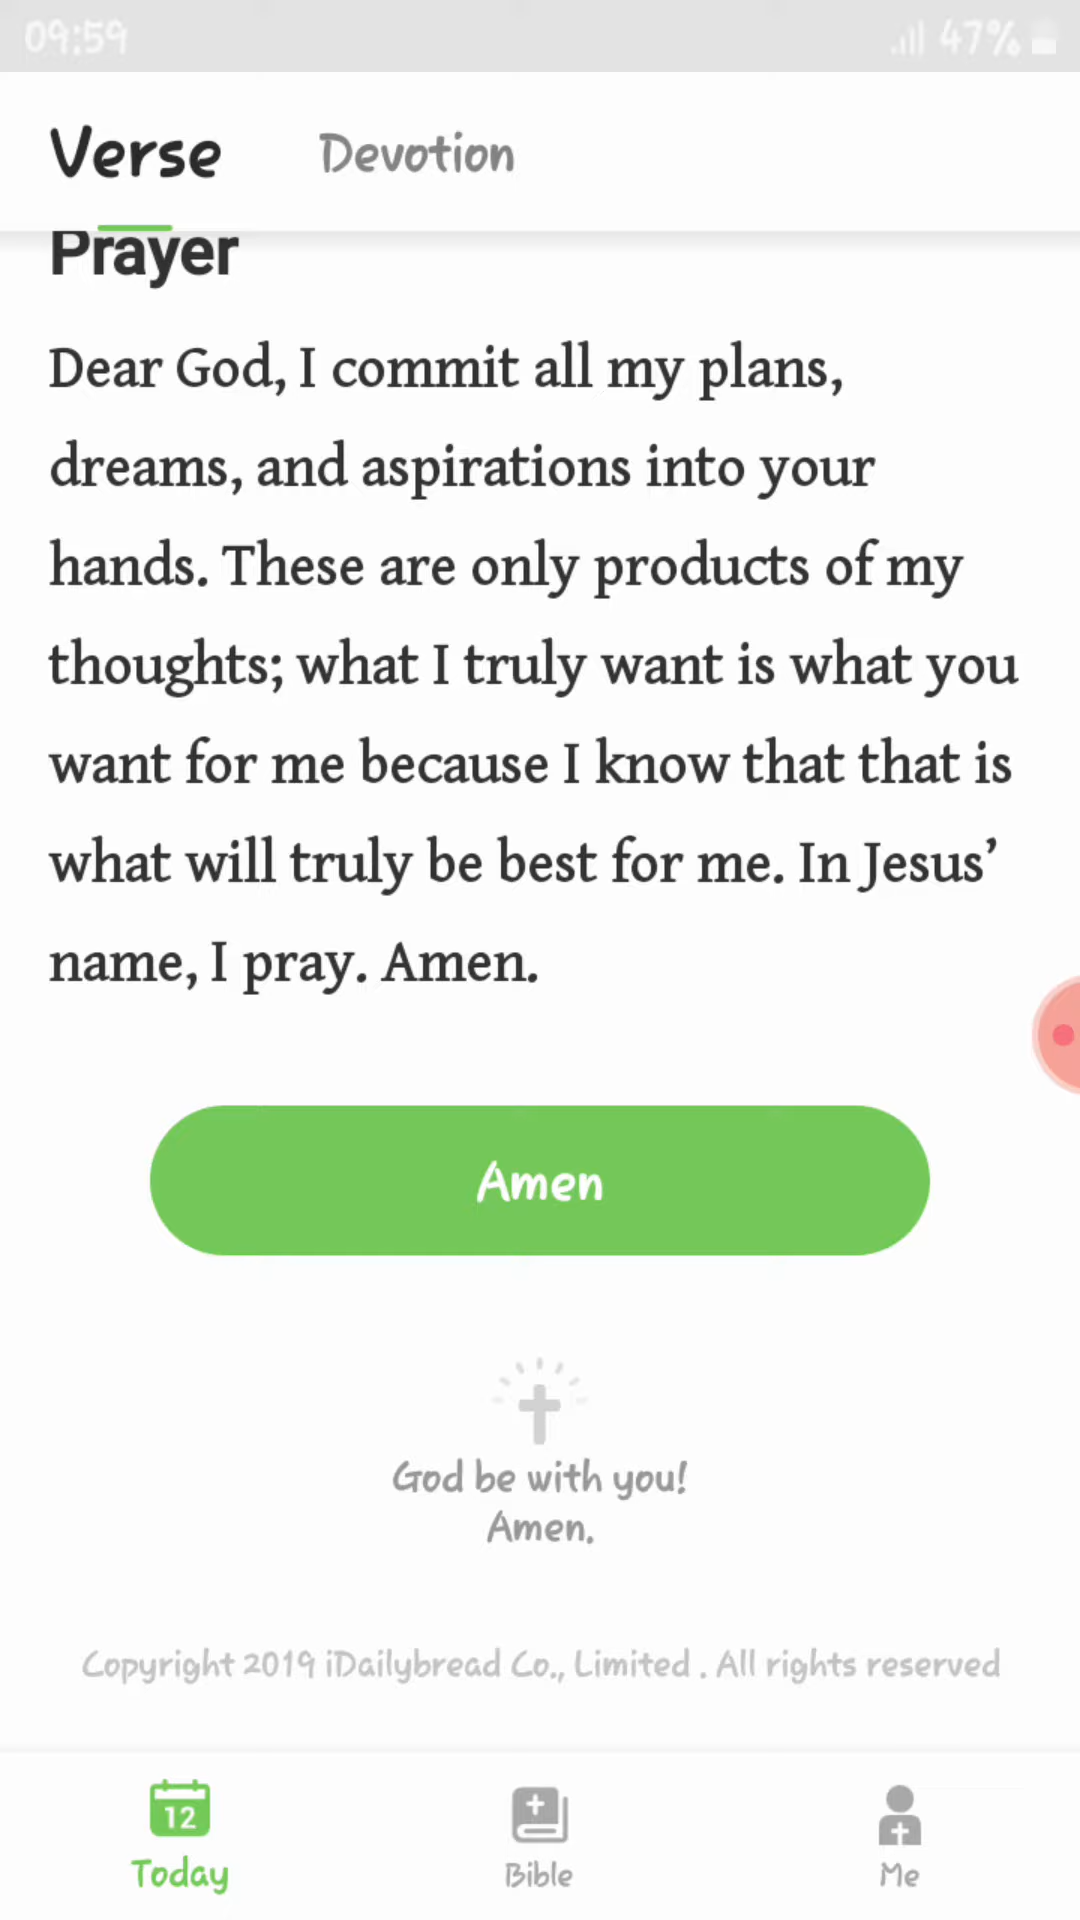 09:59 47%
Verse Devotion
Prayer
Dear God, I commit all my plans,
dreams, and aspirations into your
hands. These are only products of my
thoughts; what I truly want is what you
want for me because I know that that is
what will truly be best for me. In Jesus’
name, I pray. Amen.
Amen
God be with you!
Amen.
Copyright 2019 iDailybread Co., Limited . All rights reserved
12
Today Bible Me